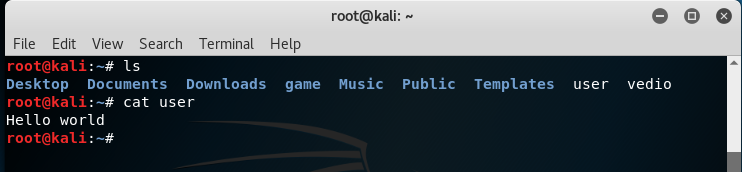 root@kali: ~
File Edit View Search Terminal Help
root@kali:~# ls
Desktop Documents Downloads game Music Public Templates user vedio
root@kali:~# cat user
Hello world
root@kali:~#